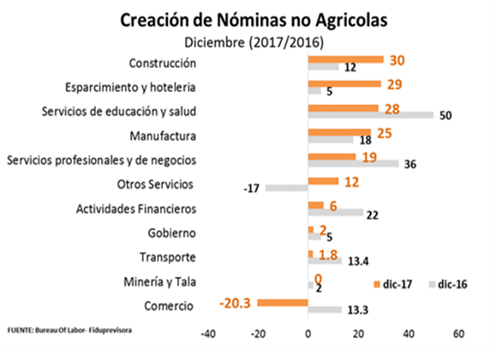 Creación de Nóminas no Agricolas
Diciembre (2017/2016)
Construcción 30
12
Esparcimiento y hoteleria 29
5
Servicios de educación y salud 28
50
Manufactura 25
18
Servicios profesionales y de negocios 19
36
Otros Servicios 12
-17
Actividades Financieros 6
22
Gobierno 2
5
Transporte 1.8
13.4
Minería y Tala 0
2
Comercio -20.3
13.3
dic-17 dic-16
-40 -20 0 20 40 60
FUENTE: Bureau Of Labor- Fiduprevisora